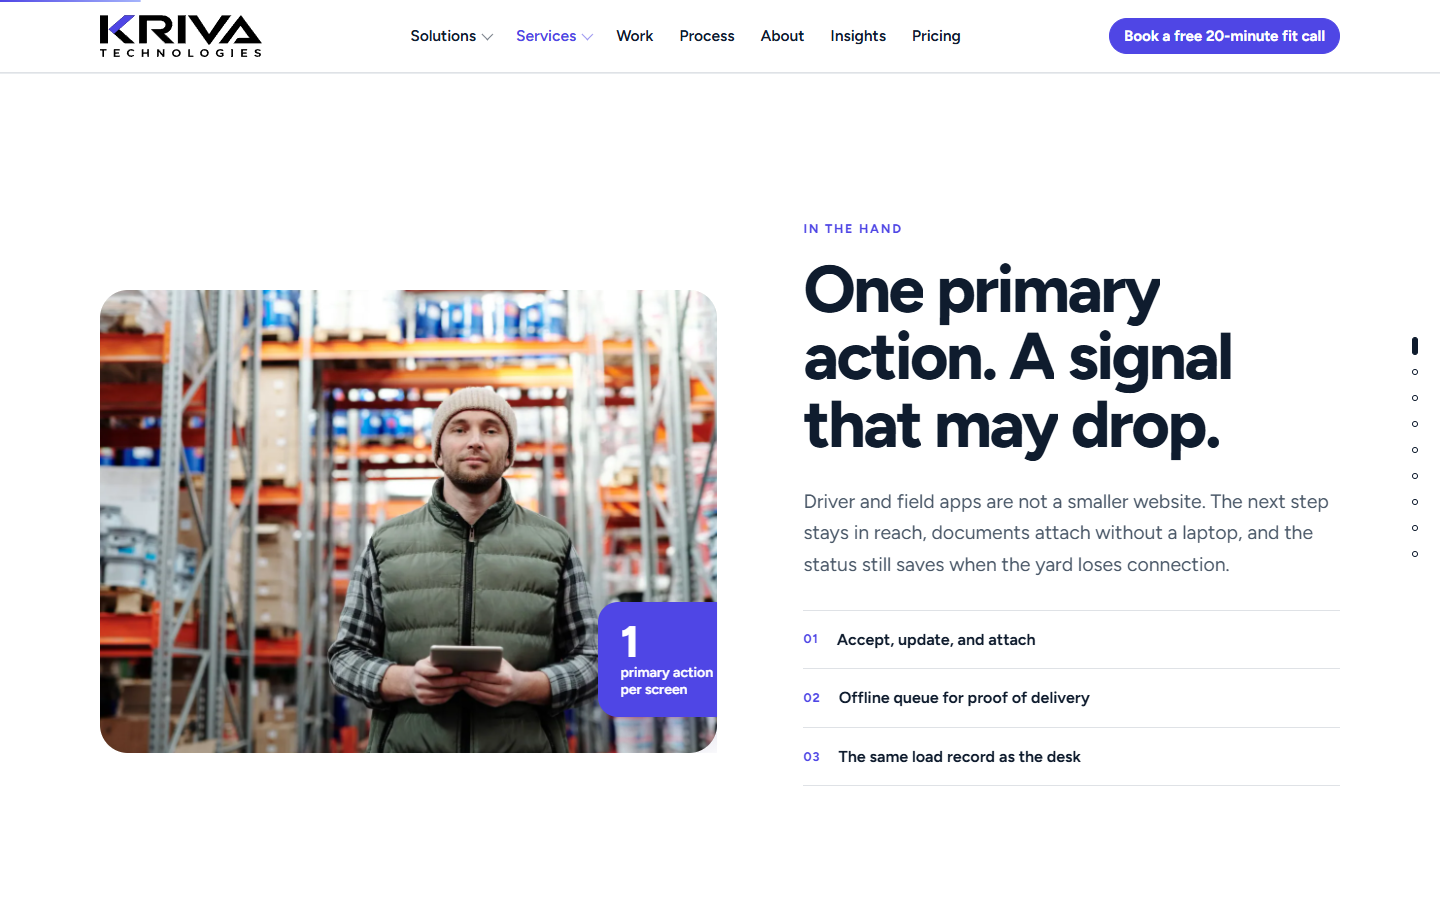 KRIVA
TECHNOLOGIES
Solutions
Services
Work
Process
About
Insights
Pricing
Book a free 20-minute fit call
1
primary action
per screen
IN THE HAND
One primary
action. A signal
that may drop.
Driver and field apps are not a smaller website. The next step
stays in reach, documents attach without a laptop, and the
status still saves when the yard loses connection.
01 Accept, update, and attach
02 Offline queue for proof of delivery
03 The same load record as the desk